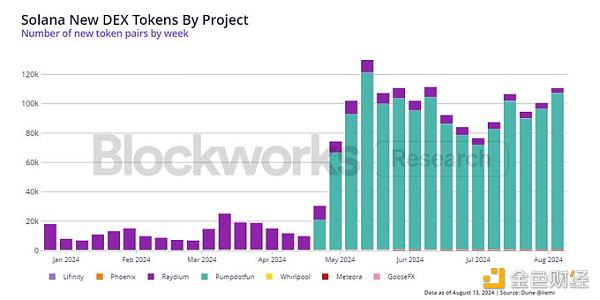 Solana New DEX Tokens By Project
Number of new token pairs by week
120k
100k
80k
60k
40k
20k
0
Blockworks Research
Jan 2024
Feb 2024
Mar 2024
Apr 2024
May 2024
Jun 2024
Jul 2024
Aug 2024
Lifinity
Phoenix
Raydium
Pumpdotfun
Whirlpool
Meteora
GooseFX
Data as of August 13, 2024 | Source: Dune @ilemi
金色财经